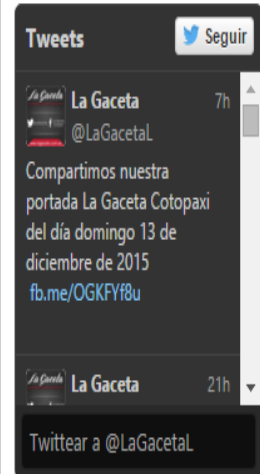 Tweets
Seguir
La Gaceta 7h
@LaGacetaL
Compartimos nuestra
portada La Gaceta Cotopaxi
del día domingo 13 de
diciembre de 2015
fb.me/OGKFYf8u
La Gaceta 21h
Twittear a @LaGacetaL